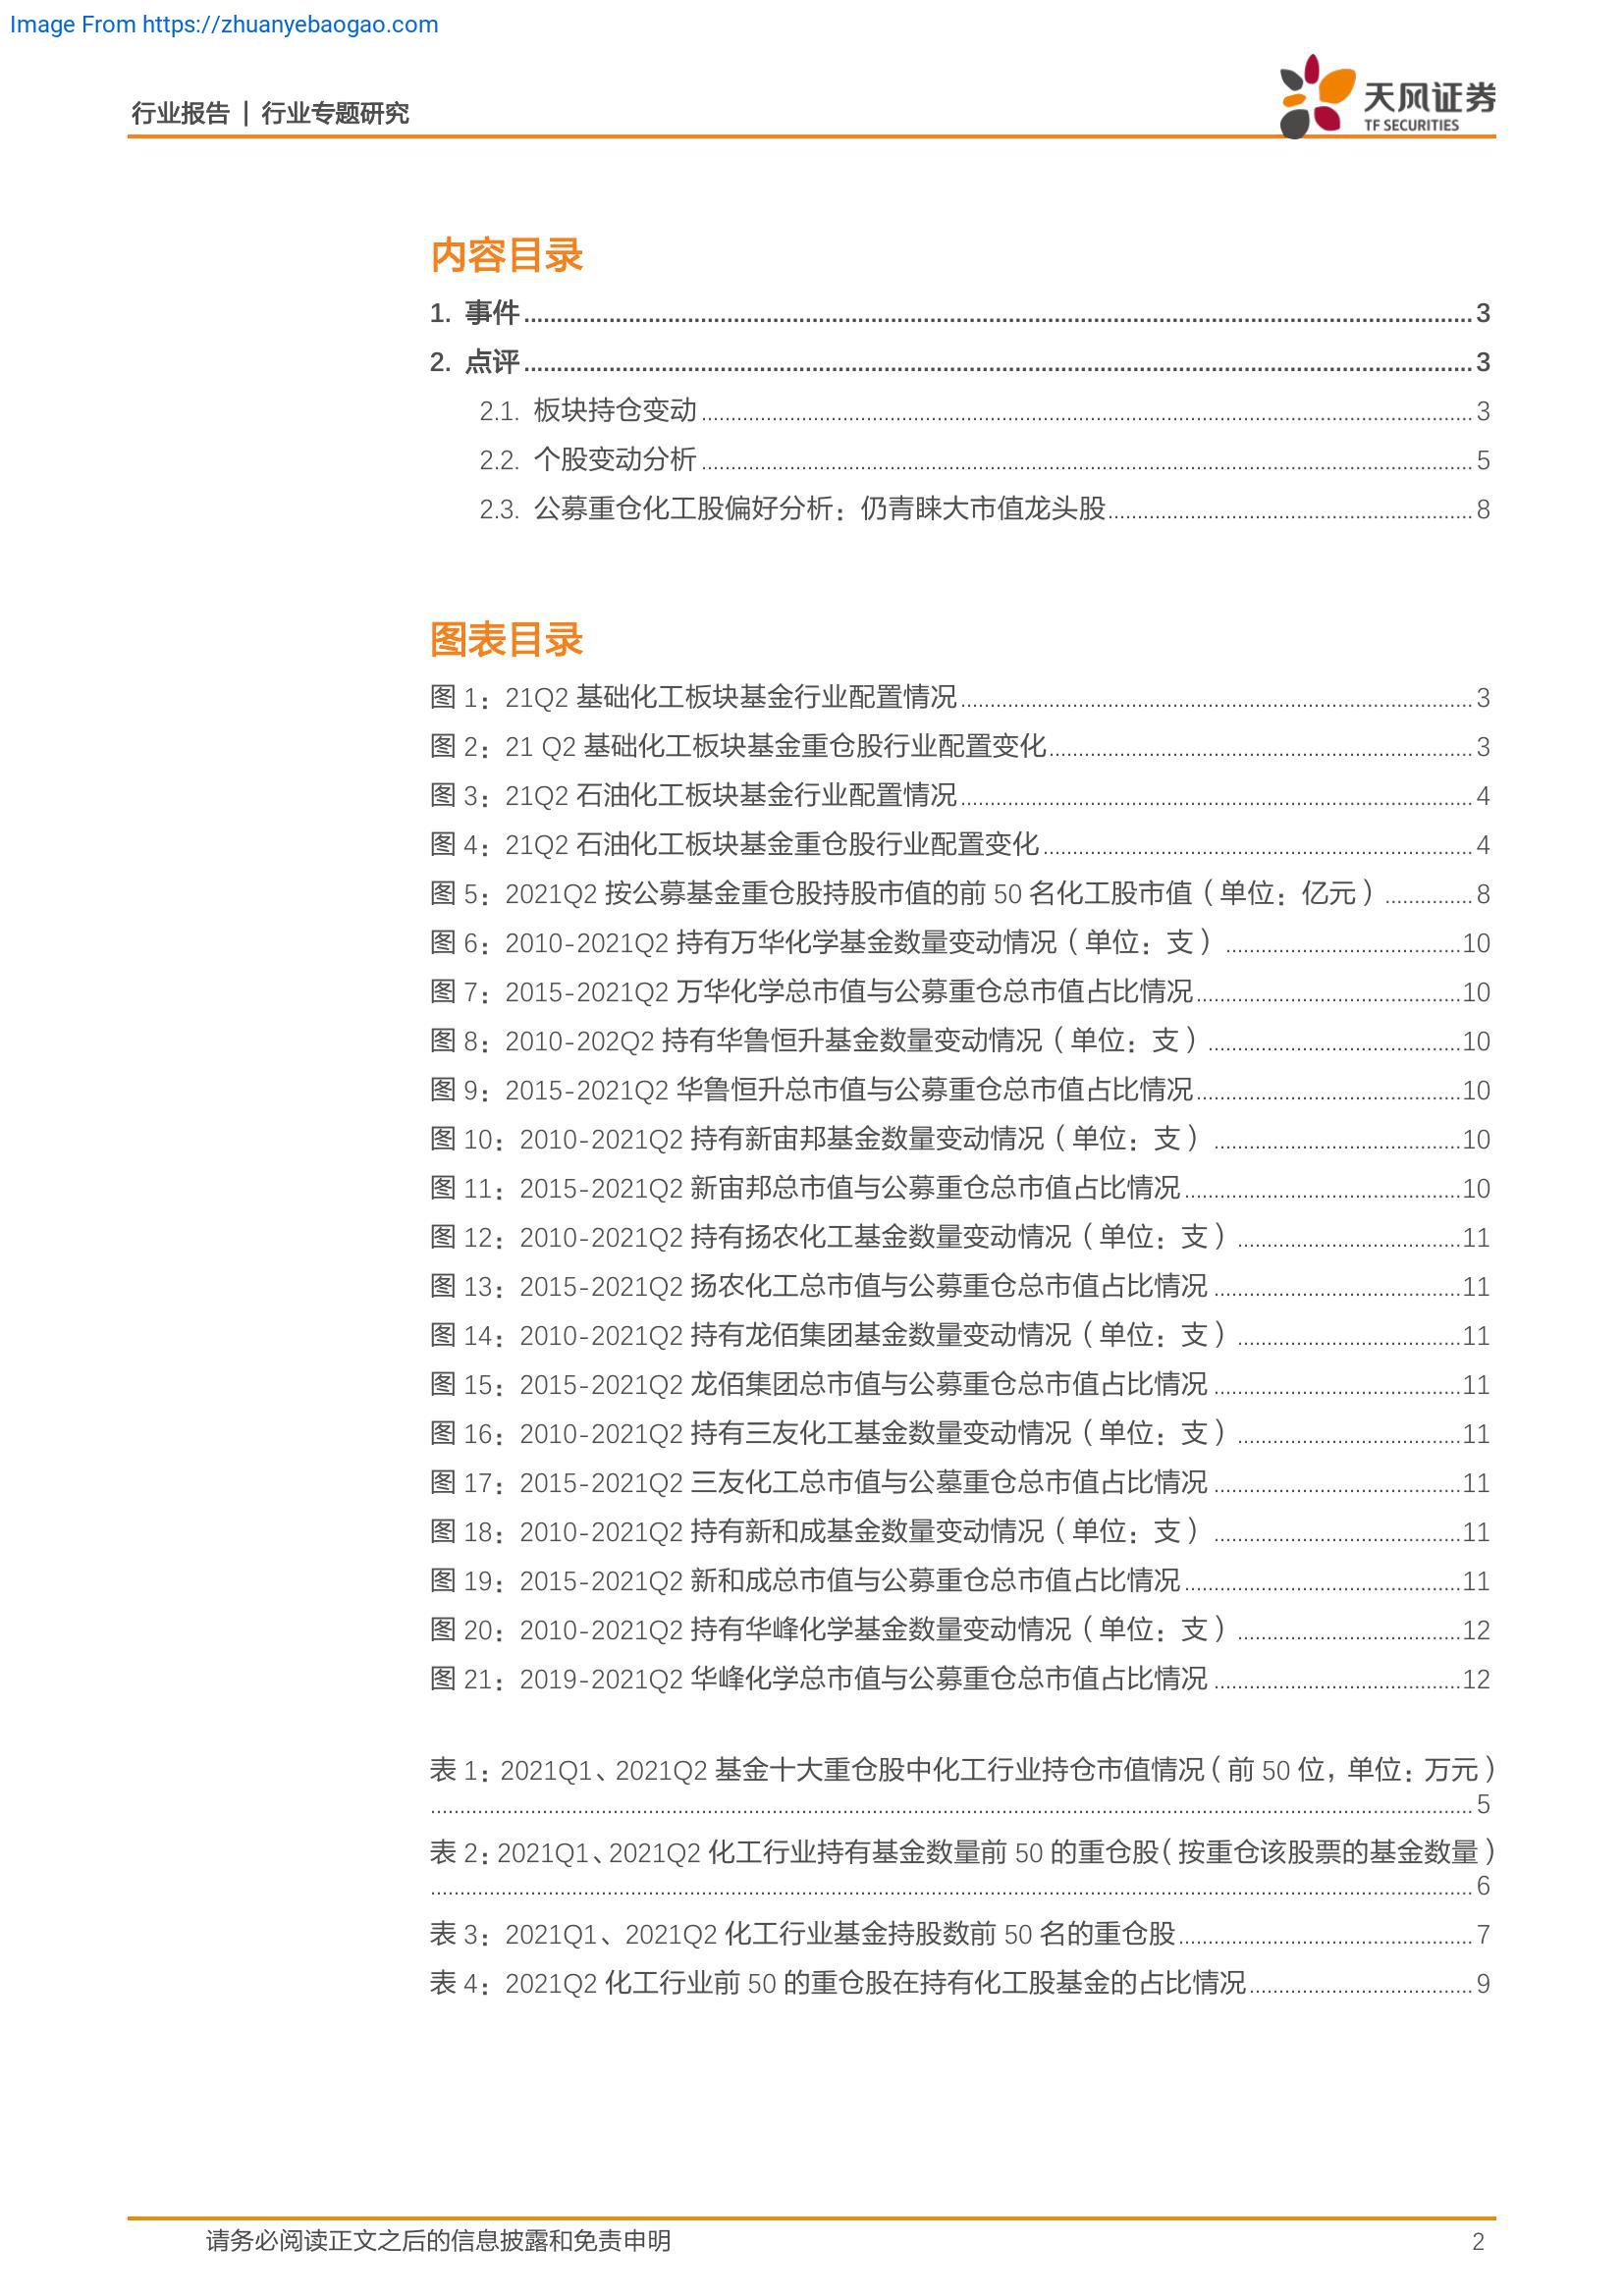 Image From https://zhuanyebaogao.com
行业报告 | 行业专题研究
天风证券
TF SECURITIES
内容目录
1. 事件 3
2. 点评 3
2.1. 板块持仓变动 3
2.2. 个股变动分析 5
2.3. 公募重仓化工股偏好分析：仍青睐大市值龙头股 8
图表目录
图 1：21Q2 基础化工板块基金行业配置情况 3
图 2：21 Q2 基础化工板块基金重仓股行业配置变化 3
图 3：21Q2 石油化工板块基金行业配置情况 4
图 4：21Q2 石油化工板块基金重仓股行业配置变化 4
图 5：2021Q2 按公募基金重仓股持股市值的前 50 名化工股市值（单位：亿元） 8
图 6：2010-2021Q2 持有万华化学基金数量变动情况（单位：支） 10
图 7：2015-2021Q2 万华化学总市值与公募重仓总市值占比情况 10
图 8：2010-202Q2 持有华鲁恒升基金数量变动情况（单位：支） 10
图 9：2015-2021Q2 华鲁恒升总市值与公募重仓总市值占比情况 10
图 10：2010-2021Q2 持有新宙邦基金数量变动情况（单位：支） 10
图 11：2015-2021Q2 新宙邦总市值与公募重仓总市值占比情况 10
图 12：2010-2021Q2 持有扬农化工基金数量变动情况（单位：支） 11
图 13：2015-2021Q2 扬农化工总市值与公募重仓总市值占比情况 11
图 14：2010-2021Q2 持有龙佰集团基金数量变动情况（单位：支） 11
图 15：2015-2021Q2 龙佰集团总市值与公募重仓总市值占比情况 11
图 16：2010-2021Q2 持有三友化工基金数量变动情况（单位：支） 11
图 17：2015-2021Q2 三友化工总市值与公墓重仓总市值占比情况 11
图 18：2010-2021Q2 持有新和成基金数量变动情况（单位：支） 11
图 19：2015-2021Q2 新和成总市值与公募重仓总市值占比情况 11
图 20：2010-2021Q2 持有华峰化学基金数量变动情况（单位：支） 12
图 21：2019-2021Q2 华峰化学总市值与公募重仓总市值占比情况 12
表 1：2021Q1、2021Q2 基金十大重仓股中化工行业持仓市值情况（前 50 位，单位：万元）
5
表 2：2021Q1、2021Q2 化工行业持有基金数量前 50 的重仓股（按重仓该股票的基金数量）
6
表 3：2021Q1、2021Q2 化工行业基金持股数前 50 名的重仓股 7
表 4：2021Q2 化工行业前 50 的重仓股在持有化工股基金的占比情况 9
请务必阅读正文之后的信息披露和免责申明 2